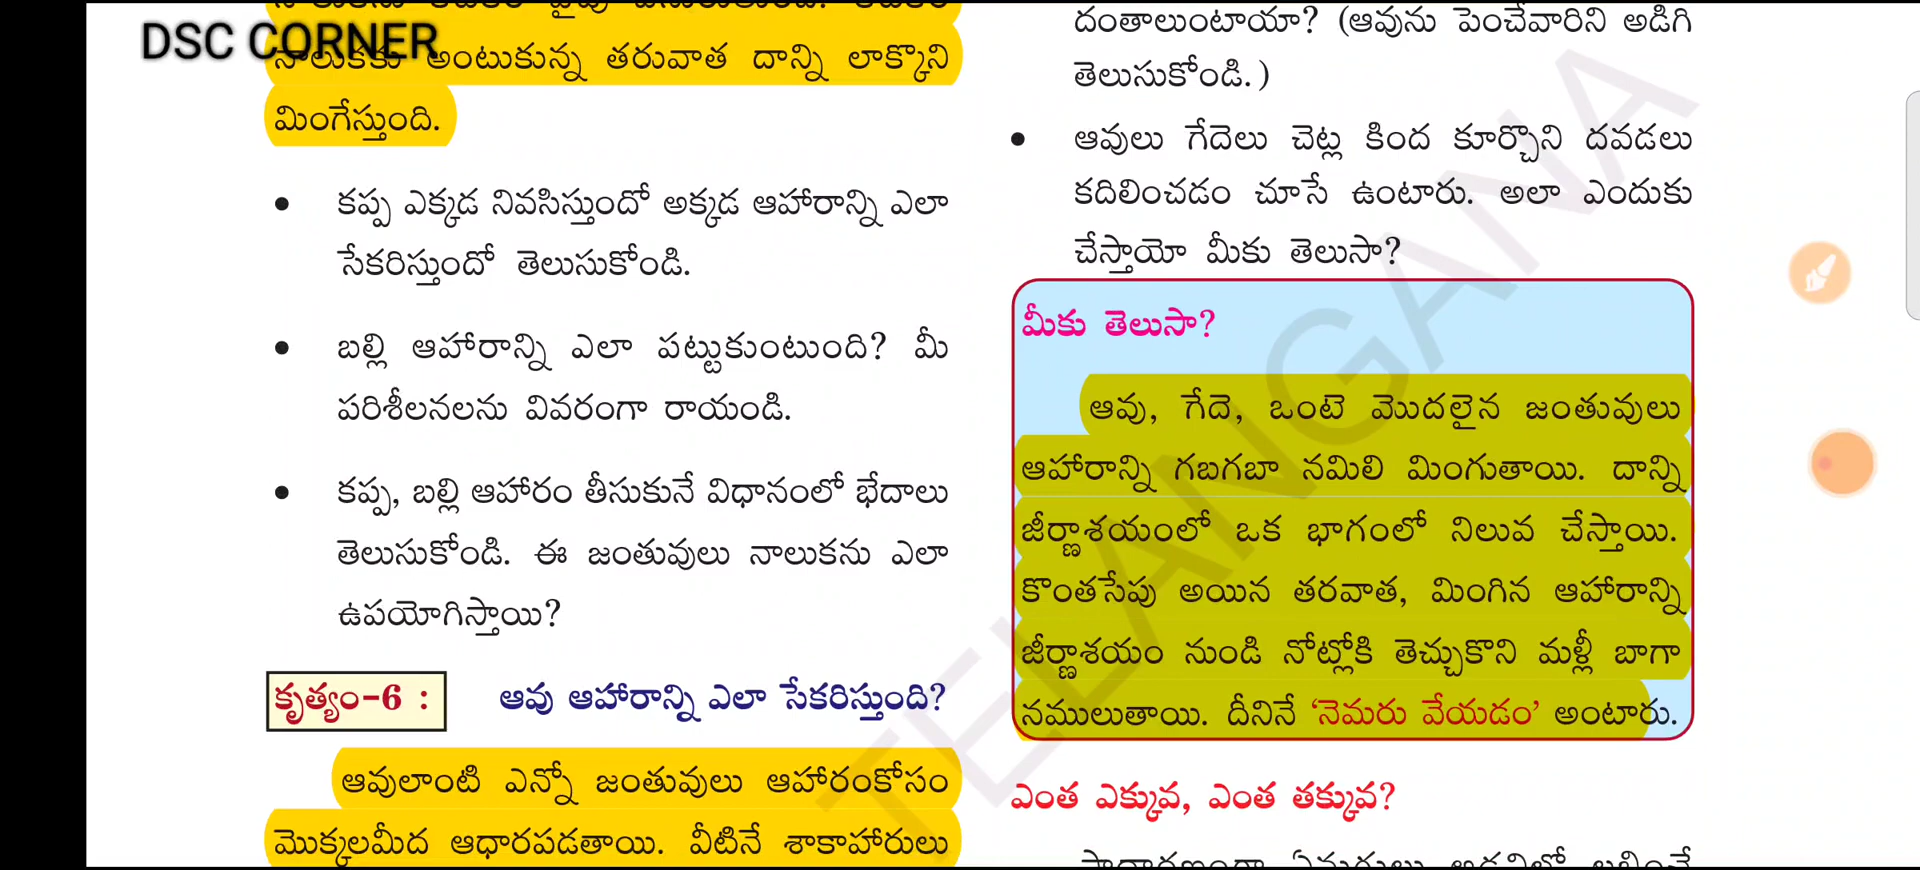 DSC CORNER
నాలుకకు అంటుకున్న తరువాత దాన్ని లాక్కొని
మింగేస్తుంది.
• కప్ప ఎక్కడ నివసిస్తుందో అక్కడ ఆహారాన్ని ఎలా
సేకరిస్తుందో తెలుసుకోండి.
• బల్లి ఆహారాన్ని ఎలా పట్టుకుంటుంది? మీ
పరిశీలనలను వివరంగా రాయండి.
• కప్ప, బల్లి ఆహారం తీసుకునే విధానంలో భేదాలు
తెలుసుకోండి. ఈ జంతువులు నాలుకను ఎలా
ఉపయోగిస్తాయి?
కృత్యం-6 : ఆవు ఆహారాన్ని ఎలా సేకరిస్తుంది?
ఆవులాంటి ఎన్నో జంతువులు ఆహారంకోసం
మొక్కలమీద ఆధారపడతాయి. వీటినే శాకాహారులు
దంతాలుంటాయా? (ఆవును పెంచేవారిని అడిగి
తెలుసుకోండి.)
• ఆవులు గేదెలు చెట్ల కింద కూర్చొని దవడలు
కదిలించడం చూసే ఉంటారు. అలా ఎందుకు
చేస్తాయో మీకు తెలుసా?
మీకు తెలుసా?
ఆవు, గేదె, ఒంటె మొదలైన జంతువులు
ఆహారాన్ని గబగబా నమిలి మింగుతాయి. దాన్ని
జీర్ణాశయంలో ఒక భాగంలో నిలువ చేస్తాయి.
కొంతసేపు అయిన తరవాత, మింగిన ఆహారాన్ని
జీర్ణాశయం నుండి నోట్లోకి తెచ్చుకొని మళ్లీ బాగా
నములుతాయి. దీనినే ‘నెమరు వేయడం’ అంటారు.
ఎంత ఎక్కువ, ఎంత తక్కువ?
TELANGANA